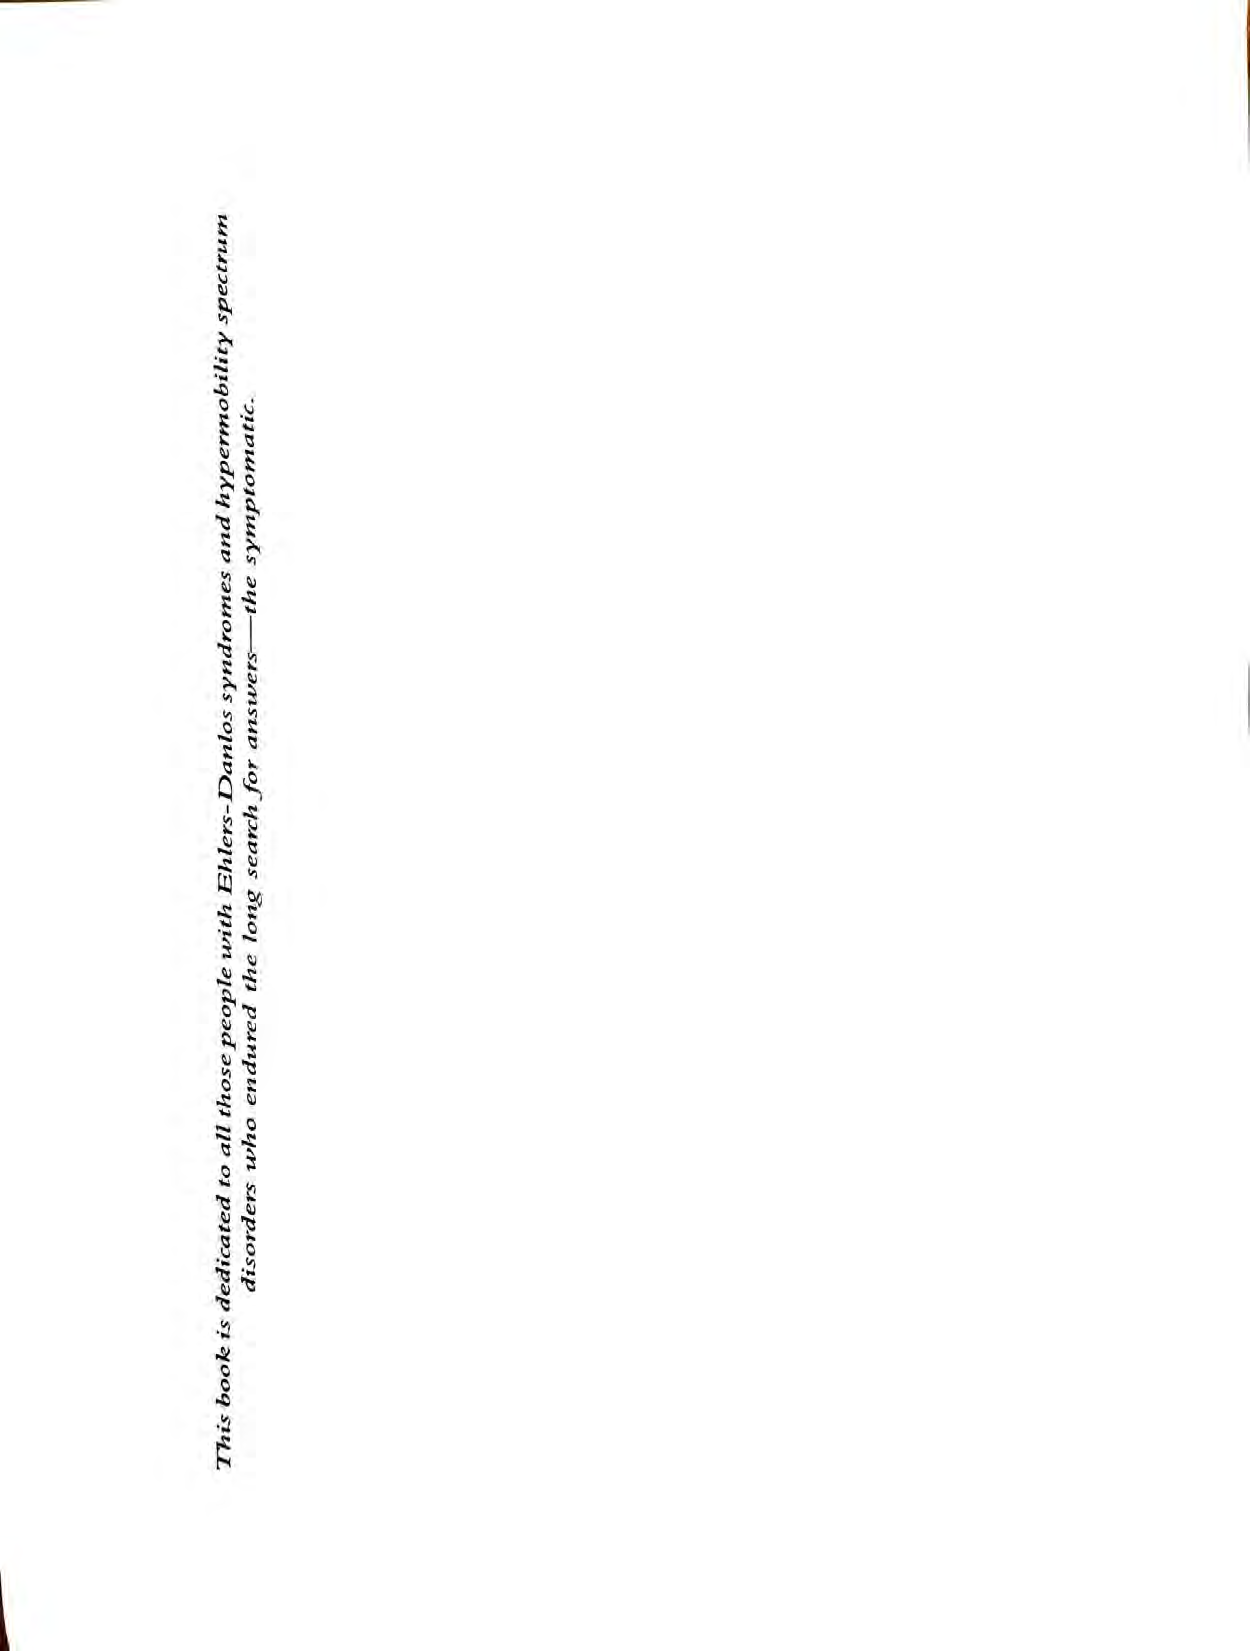 This book is dedicated to all those people with Ehlers-Danlos syndromes and hypermobility spectrum
disorders who endured the long search for answers—the symptomatic.